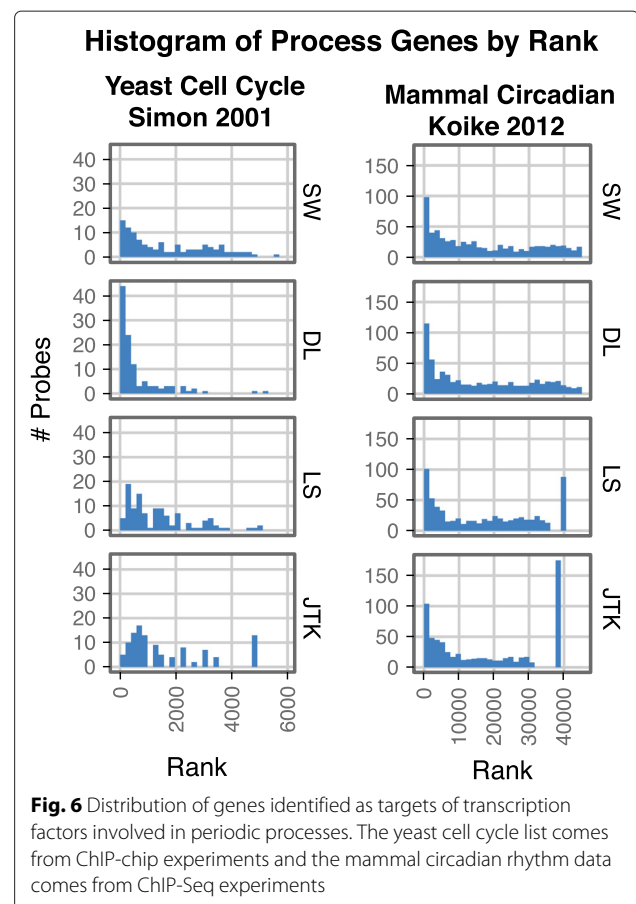 Histogram of Process Genes by Rank
Yeast Cell Cycle
Simon 2001
Mammal Circadian
Koike 2012
# Probes
40
30
20
10
0
SW
150
100
50
0
SW
40
30
20
10
0
DL
150
100
50
0
DL
40
30
20
10
0
LS
150
100
50
0
LS
40
30
20
10
0
JTK
150
100
50
0
JTK
0
2000
4000
6000
0
10000
20000
30000
40000
Rank
Rank
Fig. 6 Distribution of genes identified as targets of transcription
factors involved in periodic processes. The yeast cell cycle list comes
from ChIP-chip experiments and the mammal circadian rhythm data
comes from ChIP-Seq experiments